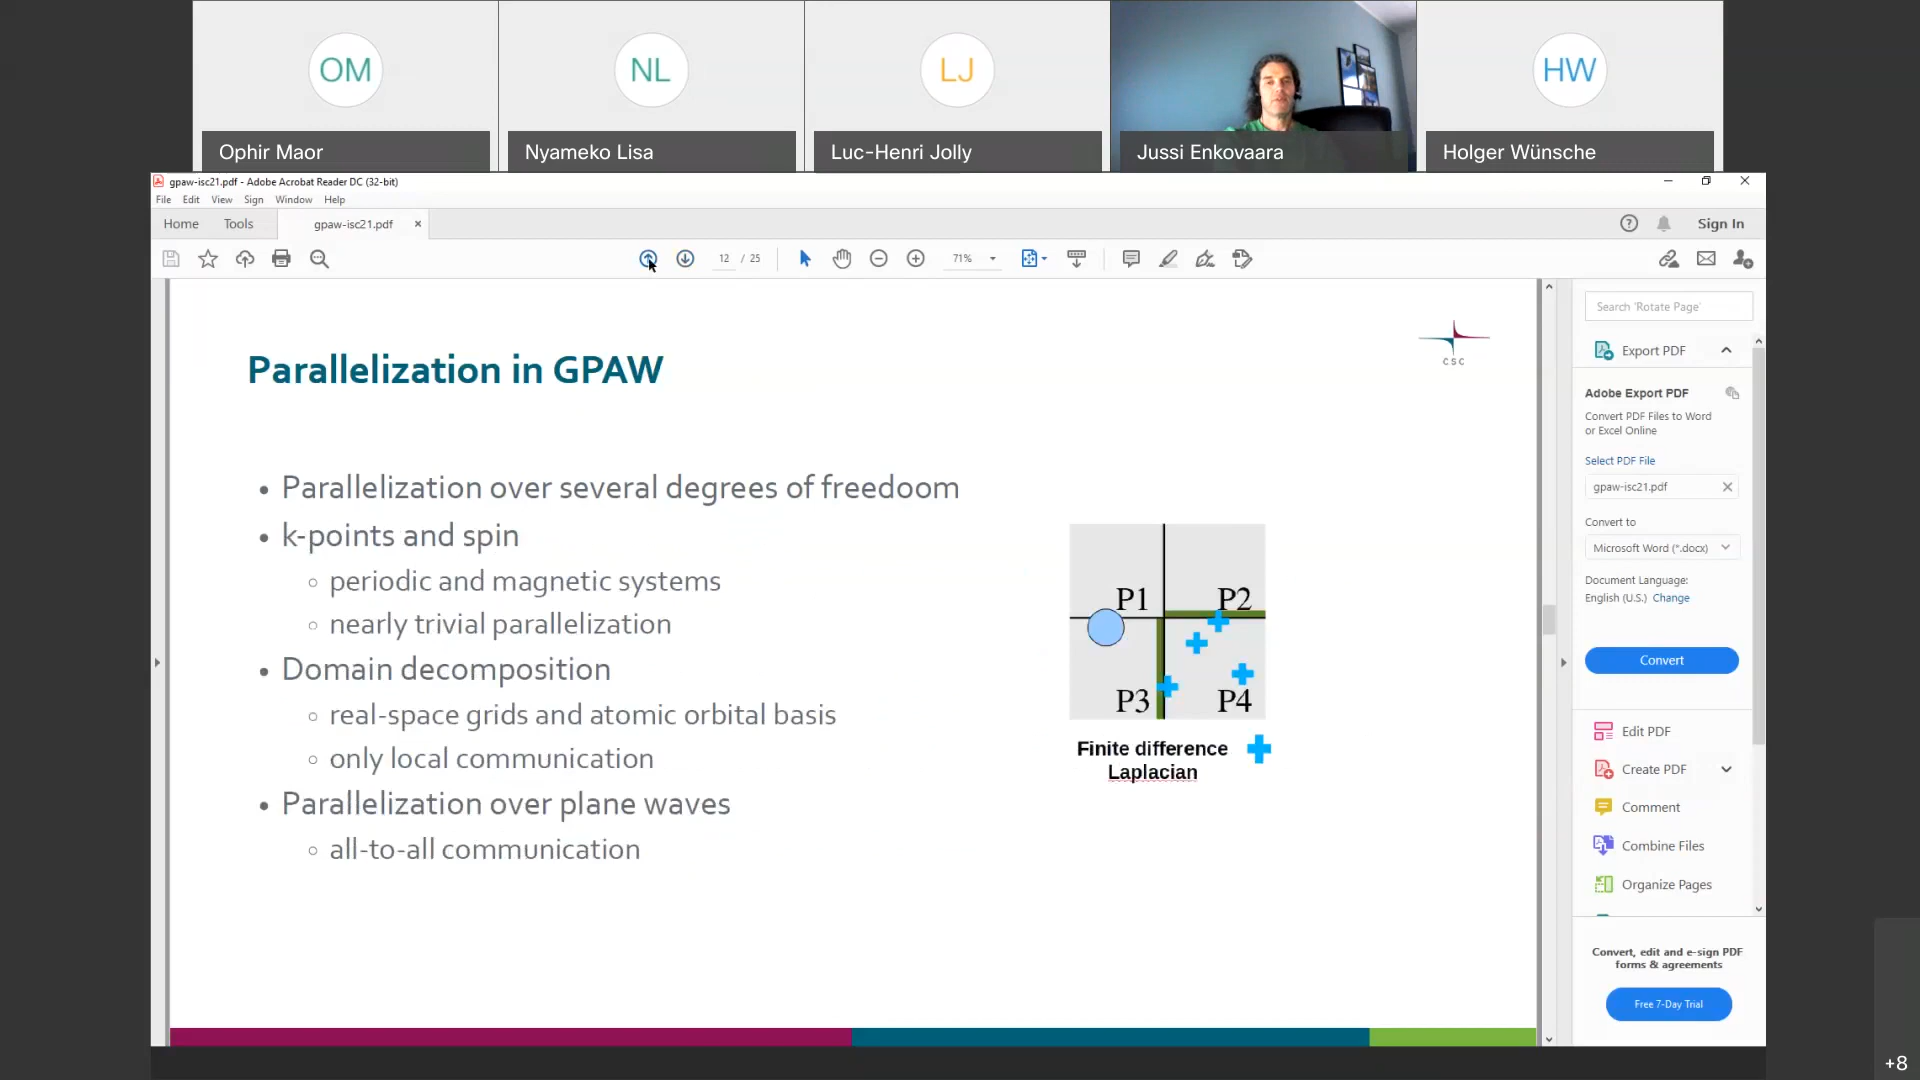 OM
NL
LJ
HW
Ophir Maor
Nyameko Lisa
Luc-Henri Jolly
Jussi Enkovaara
Holger Wünsche
gpaw-isc21.pdf - Adobe Acrobat Reader DC (32-bit)
File Edit View Sign Window Help
Home Tools gpaw-isc21.pdf ×
Sign In
12 / 25
71%
Search 'Rotate Page'
CSC
Parallelization in GPAW
• Parallelization over several degrees of freedoom
• k-points and spin
◦ periodic and magnetic systems
◦ nearly trivial parallelization
• Domain decomposition
◦ real-space grids and atomic orbital basis
◦ only local communication
• Parallelization over plane waves
◦ all-to-all communication
P1 P2
P3 P4
Finite difference
Laplacian
Export PDF
Adobe Export PDF
Convert PDF Files to Word
or Excel Online
Select PDF File
gpaw-isc21.pdf
Convert to
Microsoft Word (*.docx)
Document Language:
English (U.S.) Change
Convert
Edit PDF
Create PDF
Comment
Combine Files
Organize Pages
Convert, edit and e-sign PDF
forms & agreements
Free 7-Day Trial
+8